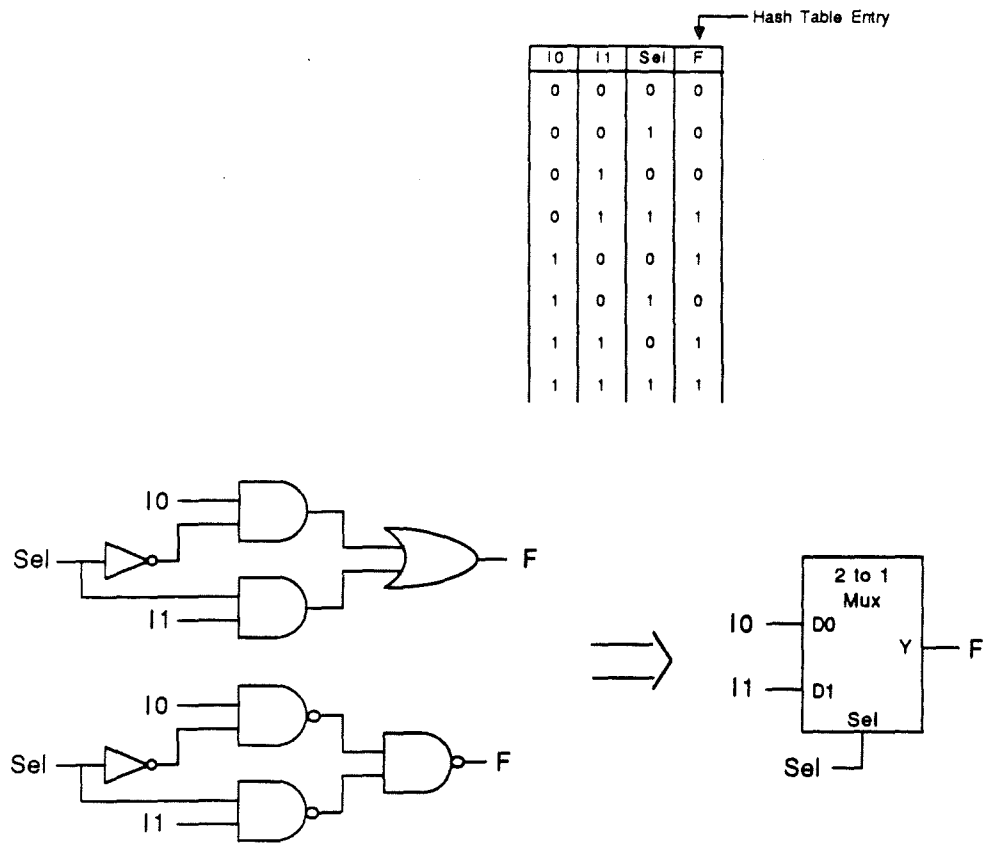 Hash Table Entry
I0 I1 Sel F
0 0 0 0
0 0 1 0
0 1 0 0
0 1 1 1
1 0 0 1
1 0 1 0
1 1 0 1
1 1 1 1
I0
Sel
I1
F
I0
Sel
I1
F
2 to 1
Mux
I0
D0
Y
F
I1
D1
Sel
Sel